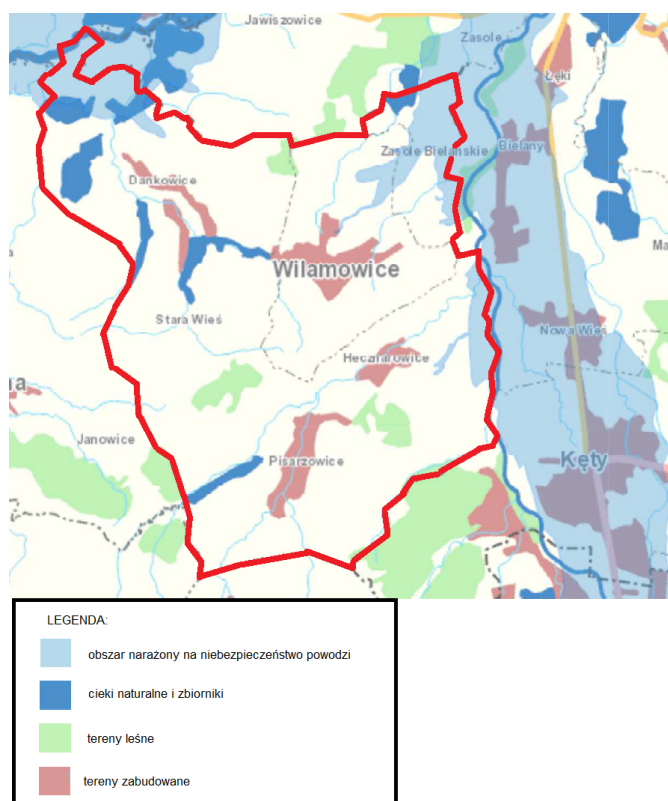 Jawiszowice
Zasole
Łęki
Zasole Bielańskie
Bielany
Dańkowice
Wilamowice
Stara Wieś
Nowa Wieś
Hecznarowice
Janowice
Pisarzowice
Kęty
LEGENDA:
obszar narażony na niebezpieczeństwo powodzi
cieki naturalne i zbiorniki
tereny leśne
tereny zabudowane